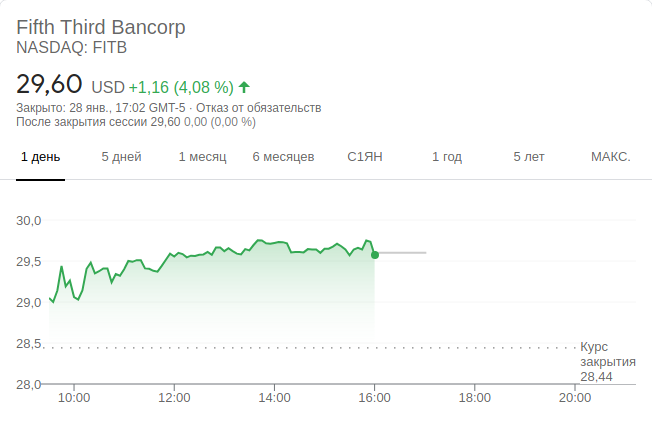 Fifth Third Bancorp
NASDAQ: FITB
29,60 USD +1,16 (4,08 %)
Закрыто: 28 янв., 17:02 GMT-5 · Отказ от обязательств
После закрытия сессии 29,60 0,00 (0,00 %)
1 день 5 дней 1 месяц 6 месяцев С1ЯН 1 год 5 лет МАКС.
30,0
29,5
29,0
28,5
Курс
закрытия
28,44
28,0
10:00 12:00 14:00 16:00 18:00 20:00